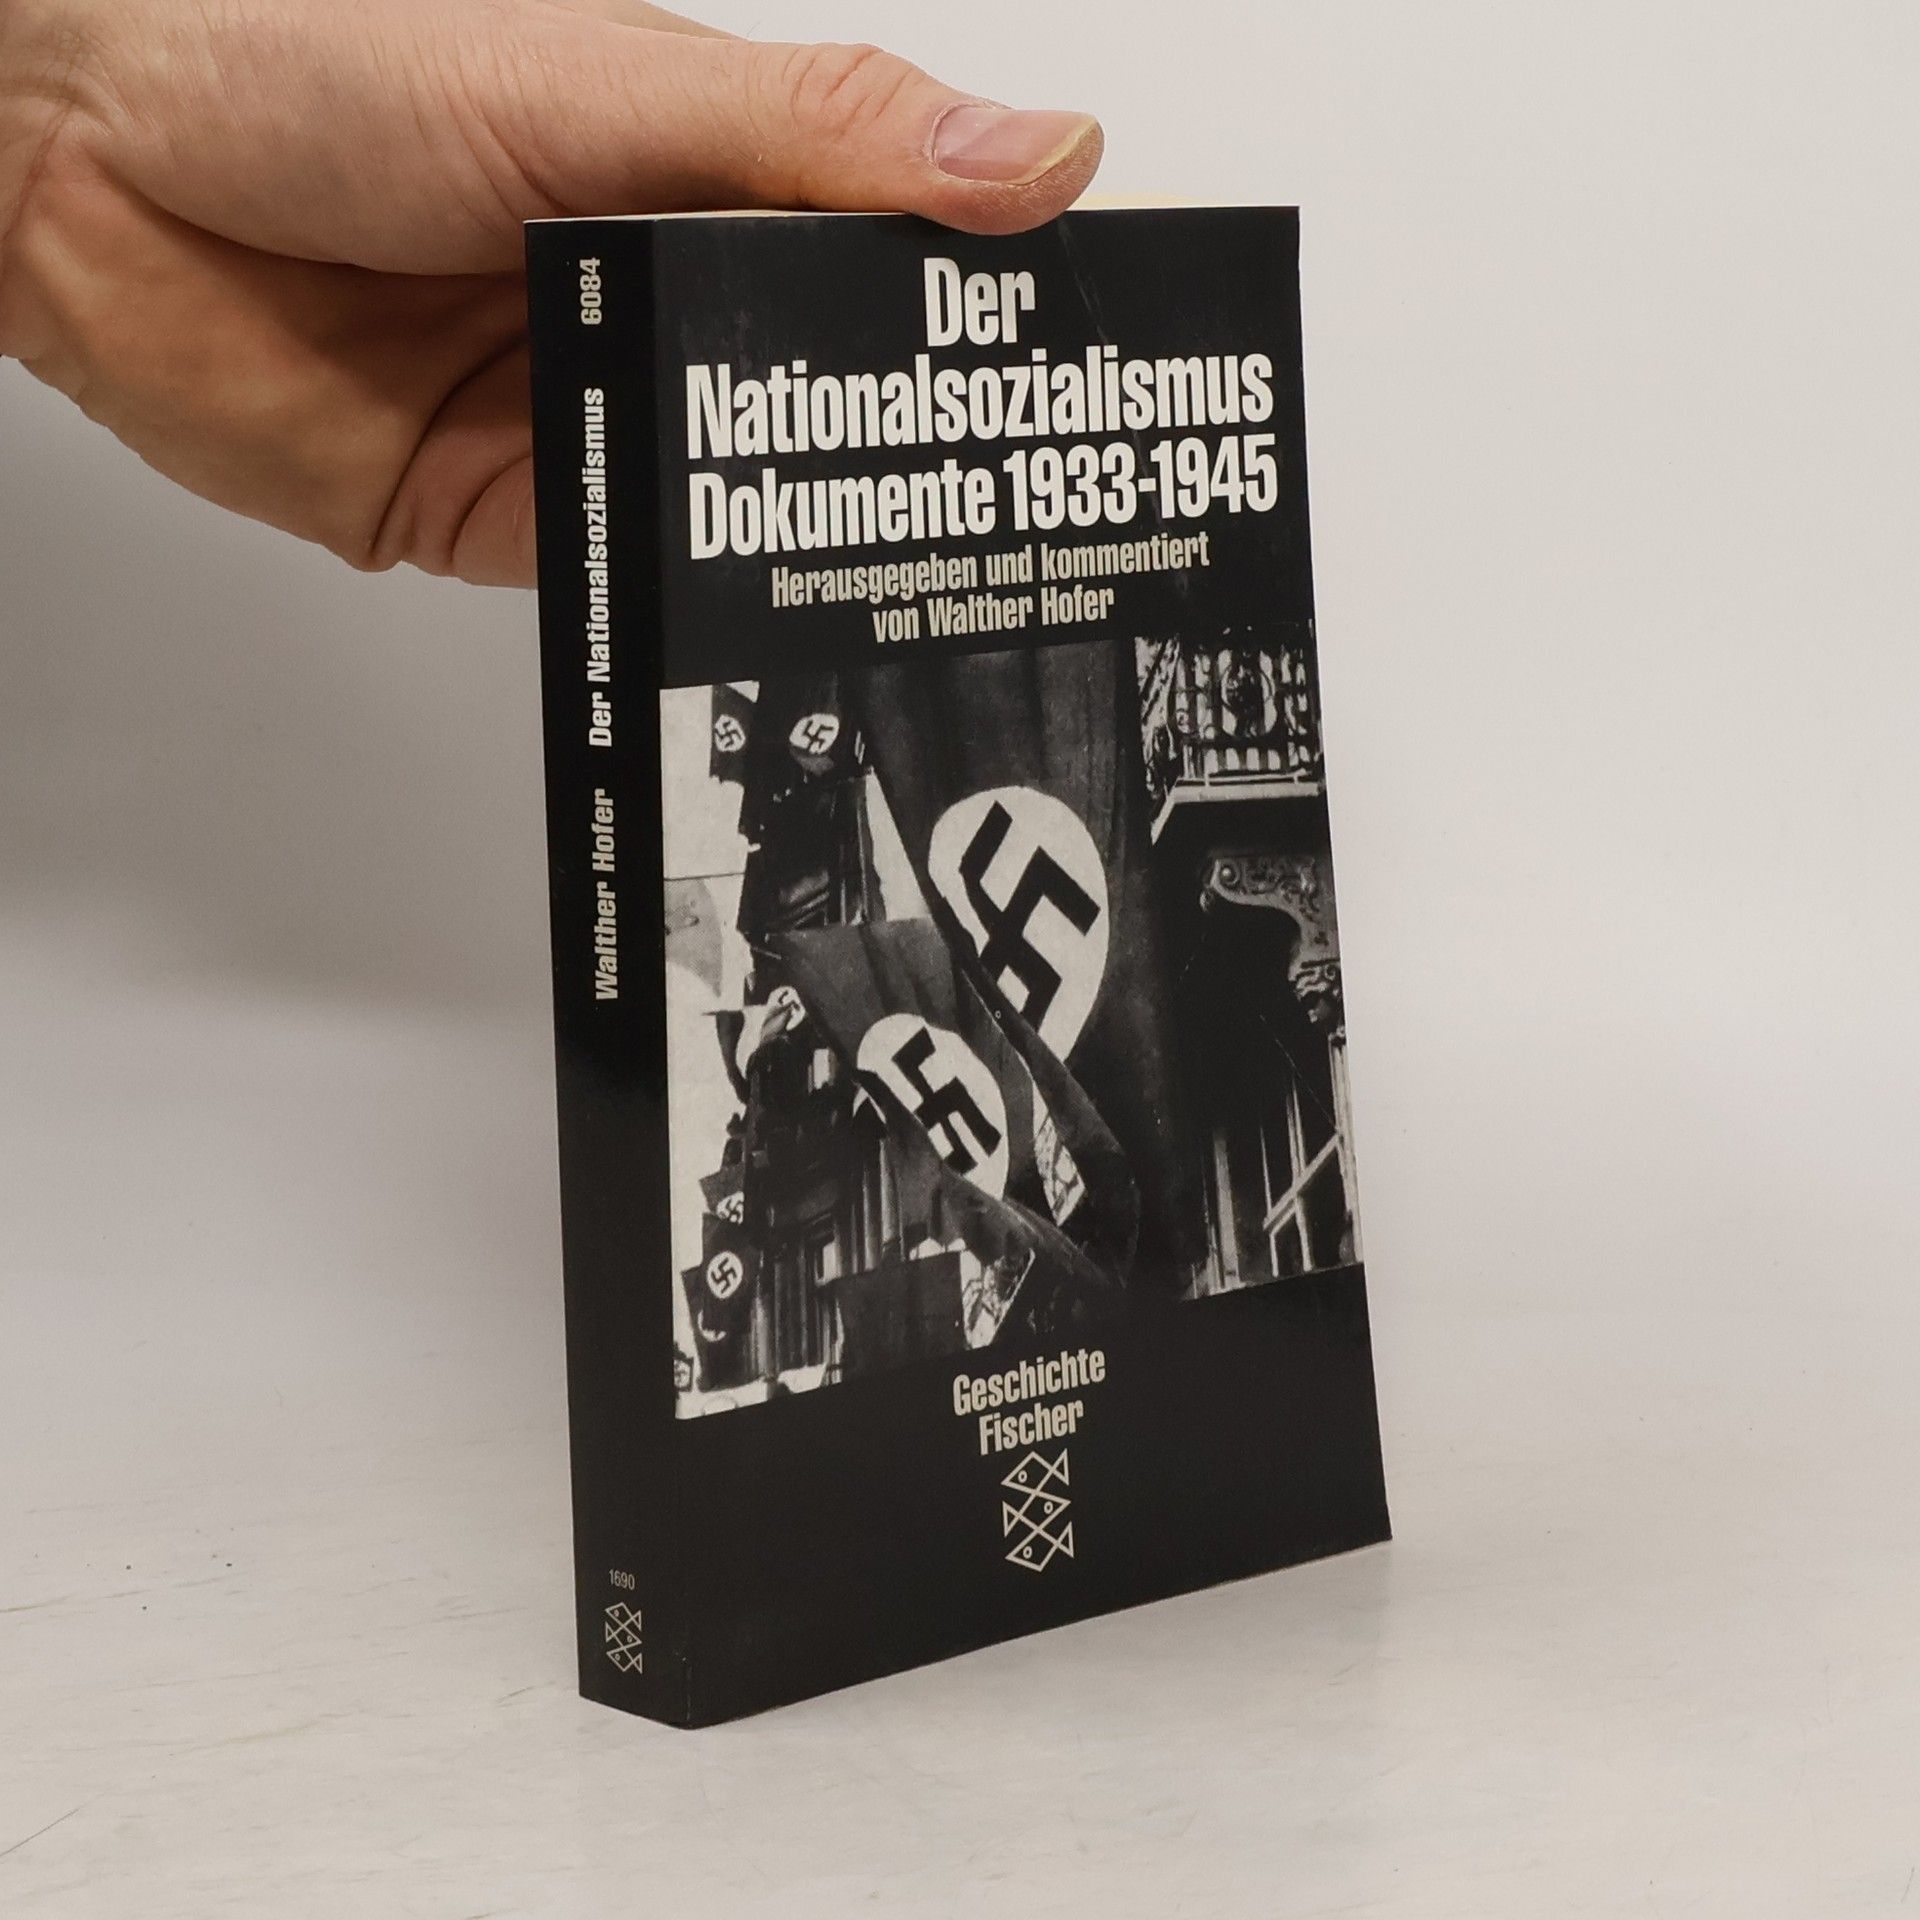 Der
Nationalsozialismus
Dokumente 1933-1945
Herausgegeben und kommentiert
von Walther Hofer
Geschichte
Fischer
Walther Hofer Der Nationalsozialismus 6084
1690